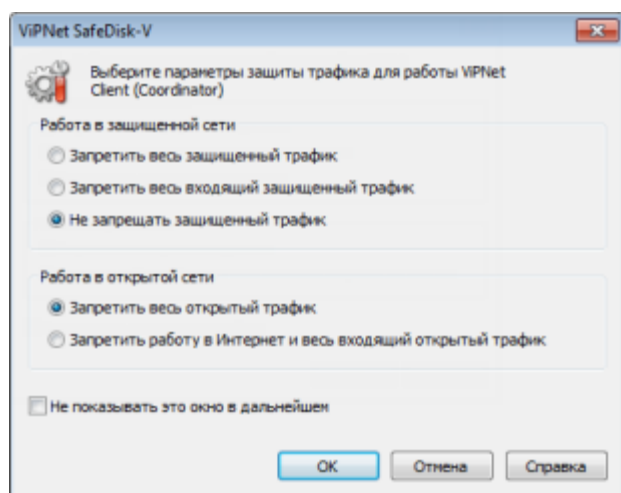 ViPNet SafeDisk-V
Выберите параметры защиты трафика для работы ViPNet
Client (Coordinator)
Работа в защищенной сети
Запретить весь защищенный трафик
Запретить весь входящий защищенный трафик
Не запрещать защищенный трафик
Работа в открытой сети
Запретить весь открытый трафик
Запретить работу в Интернет и весь входящий открытый трафик
Не показывать это окно в дальнейшем
OK
Отмена
Справка